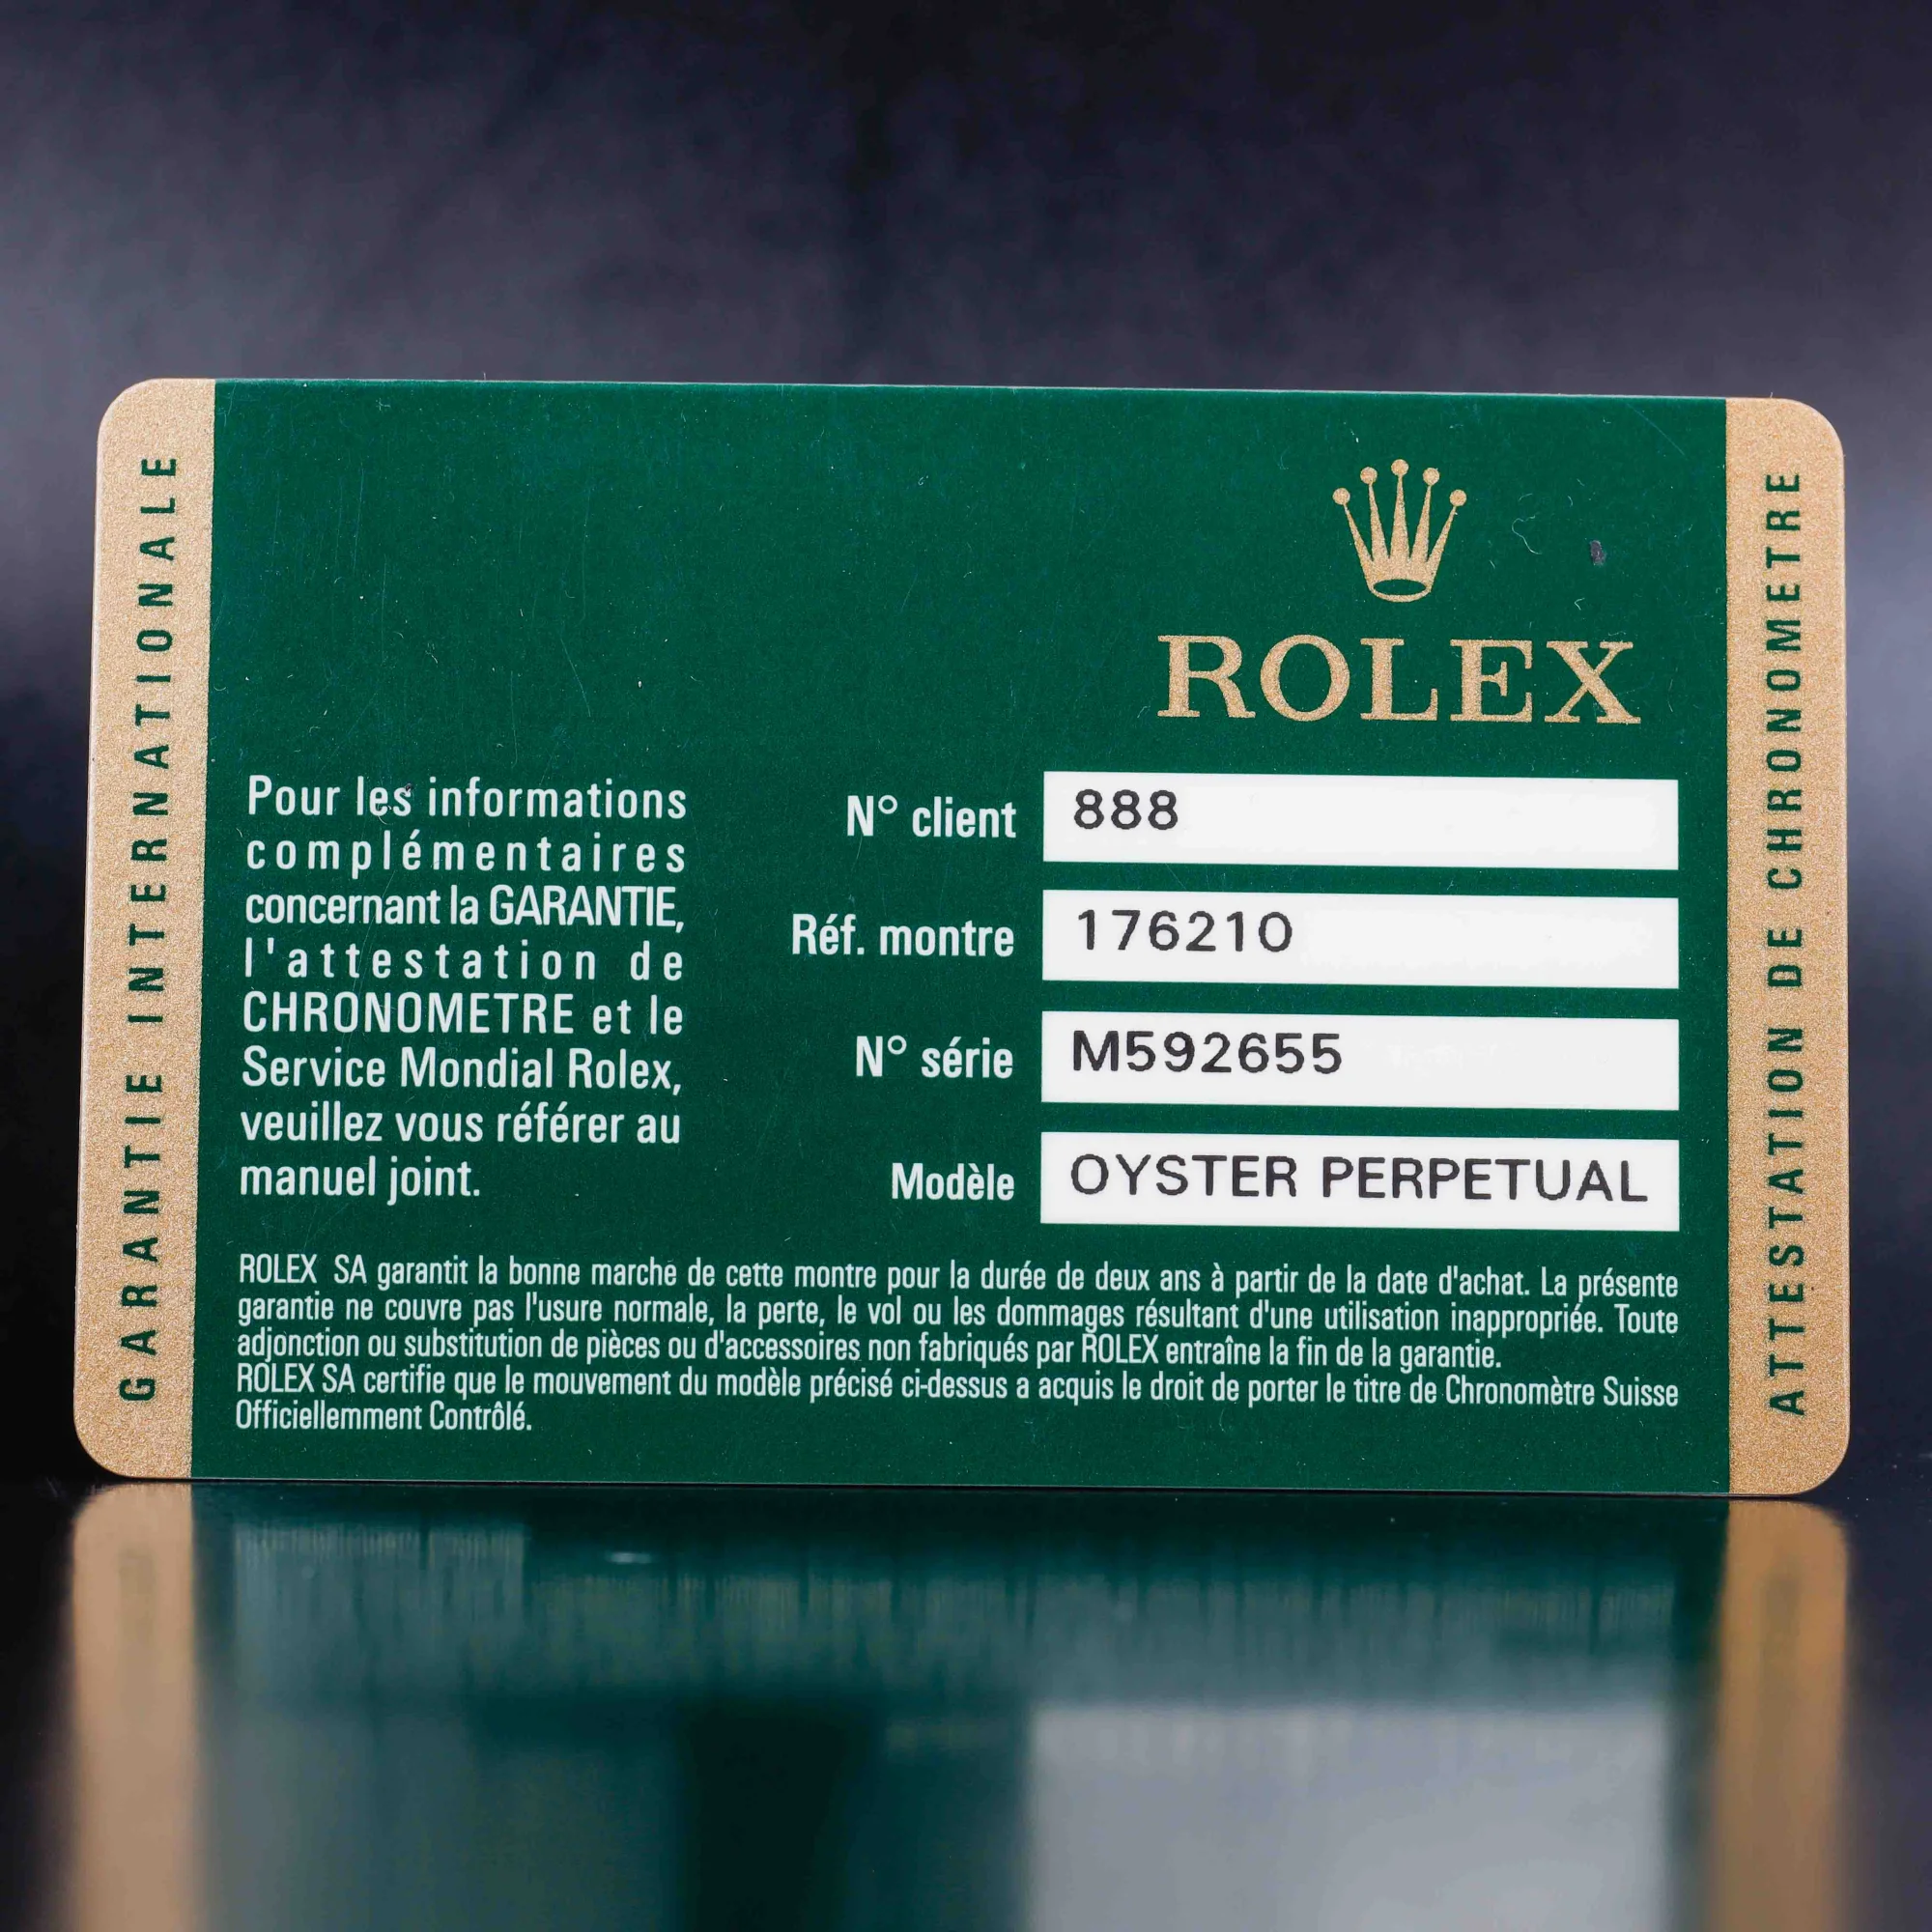 GARANTIE INTERNATIONALE
ROLEX
Pour les informations
complémentaires
concernant la GARANTIE,
l'attestation de
CHRONOMETRE et le
Service Mondial Rolex,
veuillez vous référer au
manuel joint.
N° client 888
Réf. montre 176210
N° série M592655
Modèle OYSTER PERPETUAL
ROLEX SA garantit la bonne marche de cette montre pour la durée de deux ans à partir de la date d'achat. La présente
garantie ne couvre pas l'usure normale, la perte, le vol ou les dommages résultant d'une utilisation inappropriée. Toute
adjonction ou substitution de pièces ou d'accessoires non fabriqués par ROLEX entraîne la fin de la garantie.
ROLEX SA certifie que le mouvement du modèle précisé ci-dessus a acquis le droit de porter le titre de Chronomètre Suisse
Officiellemment Contrôlé.
ATTESTATION DE CHRONOMETRE